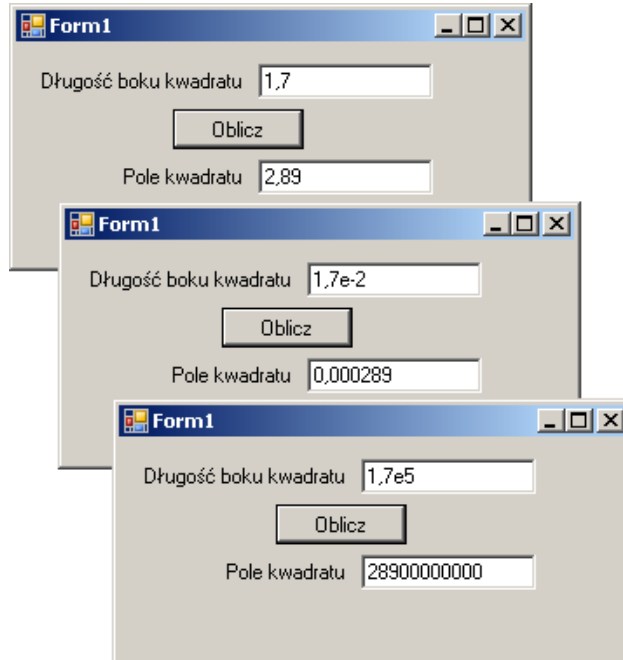 Form1
Długość boku kwadratu 1,7
Oblicz
Pole kwadratu 2,89
Form1
Długość boku kwadratu 1,7e-2
Oblicz
Pole kwadratu 0,000289
Form1
Długość boku kwadratu 1,7e5
Oblicz
Pole kwadratu 28900000000